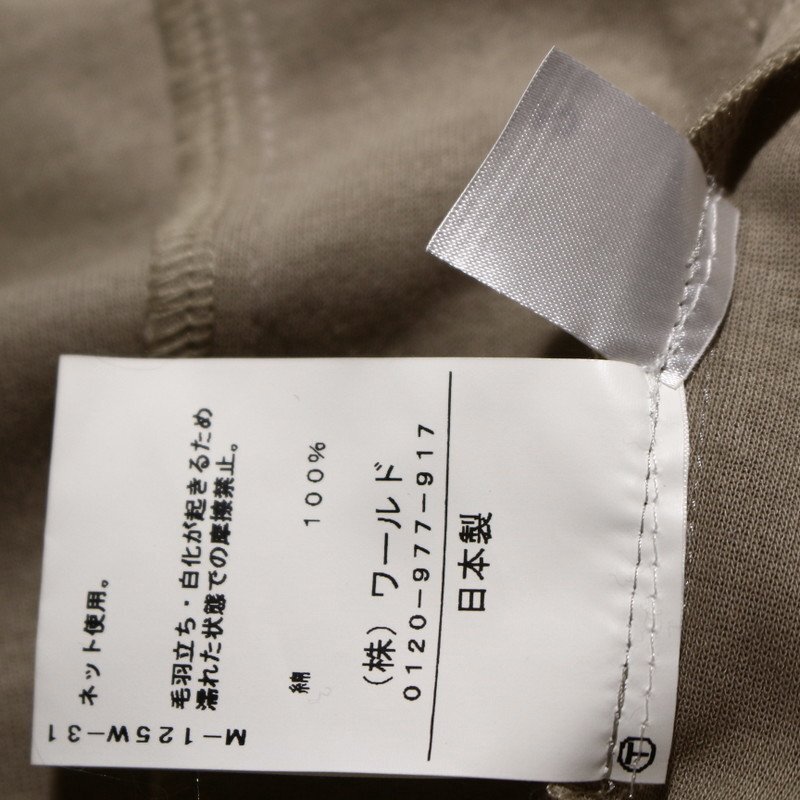 ネット使用。
毛羽立ち・白化が起きるため
濡れた状態での摩擦禁止。
綿 100%
(株) ワールド
0120-977-917
日本製
M-125W-31
T